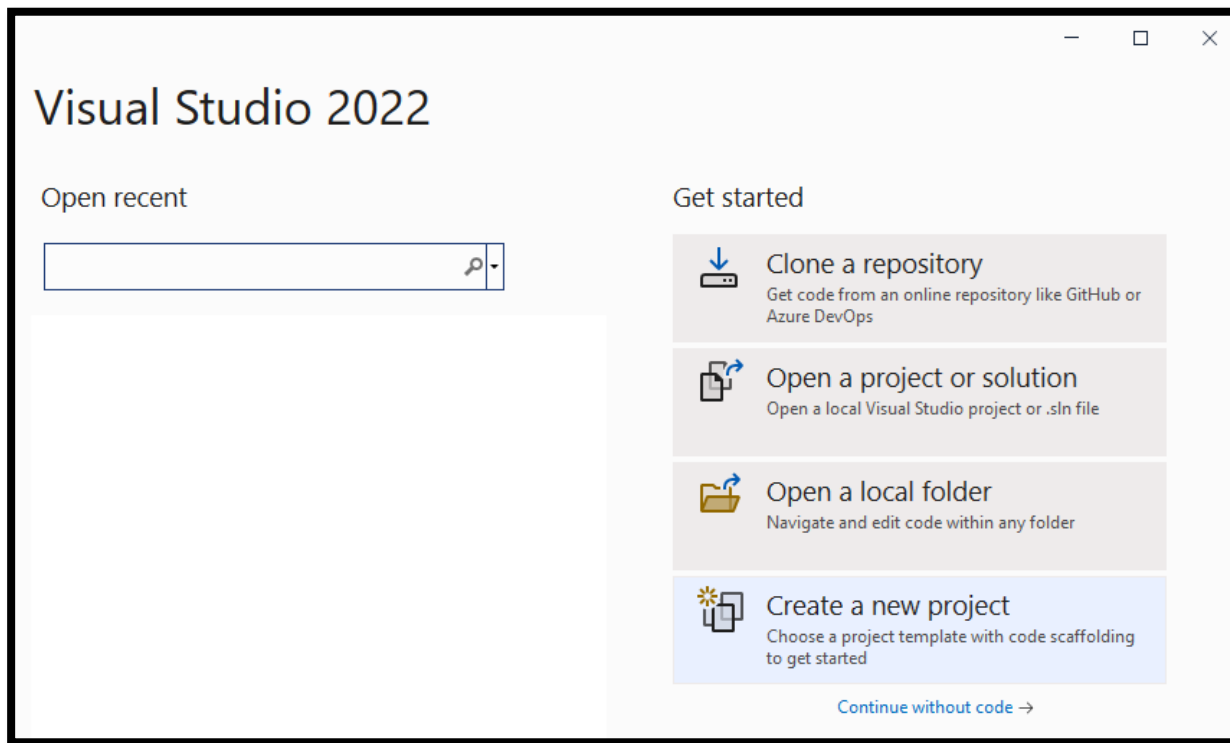 Visual Studio 2022
Open recent
Get started
Clone a repository
Get code from an online repository like GitHub or
Azure DevOps
Open a project or solution
Open a local Visual Studio project or .sln file
Open a local folder
Navigate and edit code within any folder
Create a new project
Choose a project template with code scaffolding
to get started
Continue without code →